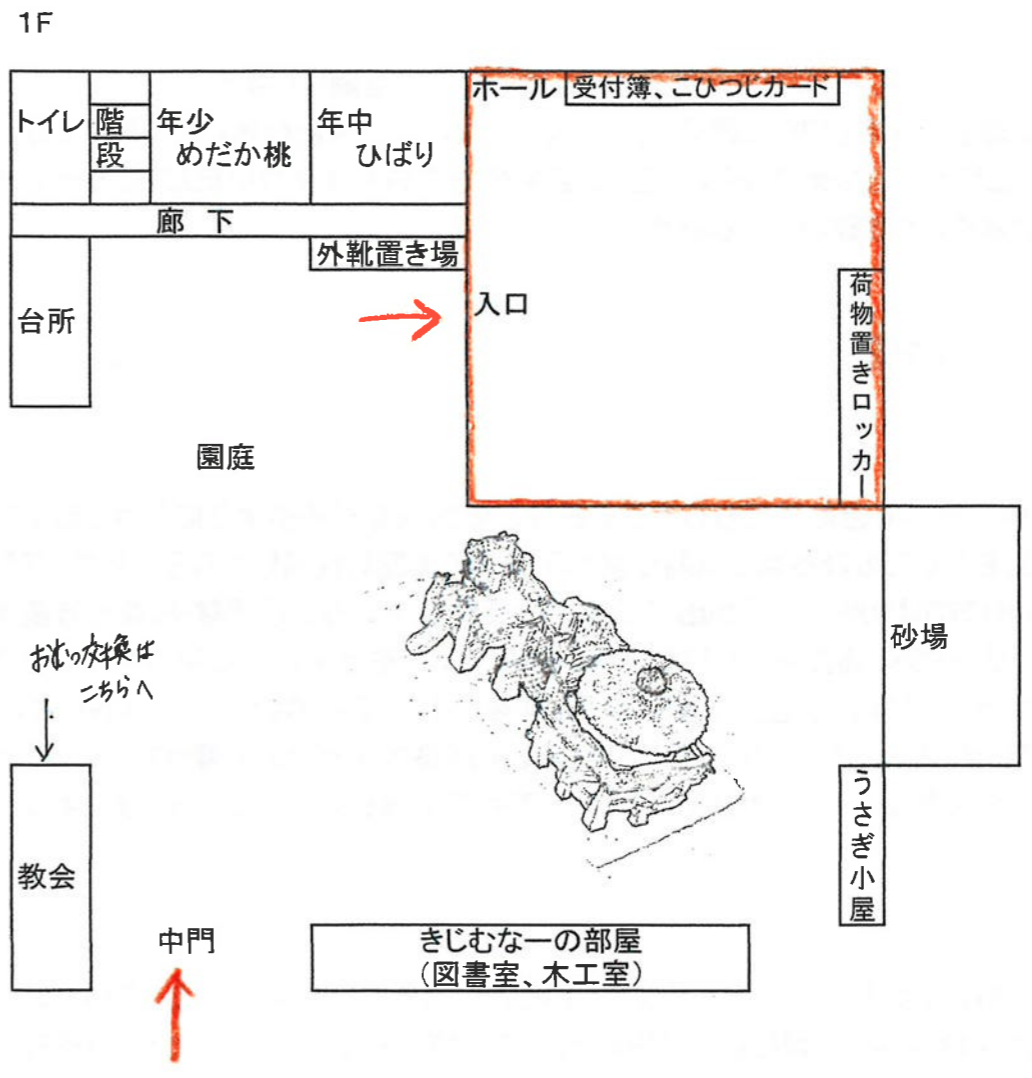 1F
トイレ
階
段
年少
めだか桃
年中
ひばり
ホール
受付簿、こひつじカード
廊 下
外靴置き場
台所
入口
荷物置きロッカー
園庭
砂場
おむつ交換は
こちらへ
教会
うさぎ小屋
中門
きじむなーの部屋
(図書室、木工室)